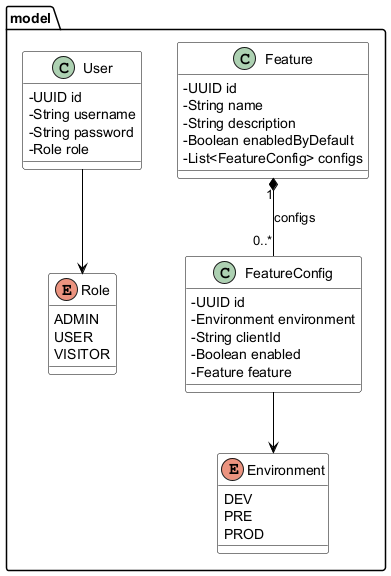 model
C User
-UUID id
-String username
-String password
-Role role
C Feature
-UUID id
-String name
-String description
-Boolean enabledByDefault
-List<FeatureConfig> configs
1
configs
0..*
E Role
ADMIN
USER
VISITOR
C FeatureConfig
-UUID id
-Environment environment
-String clientId
-Boolean enabled
-Feature feature
E Environment
DEV
PRE
PROD